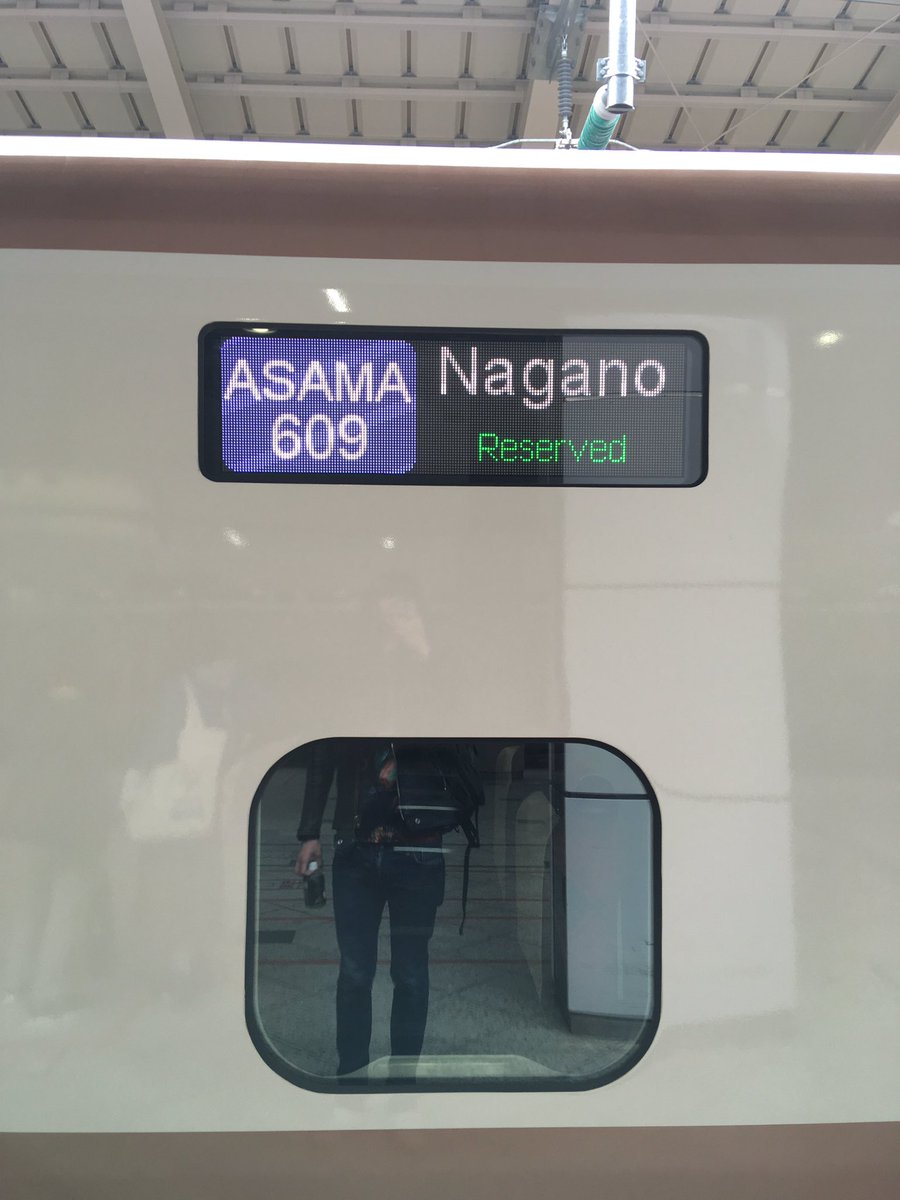 ASAMA
609
Nagano
Reserved